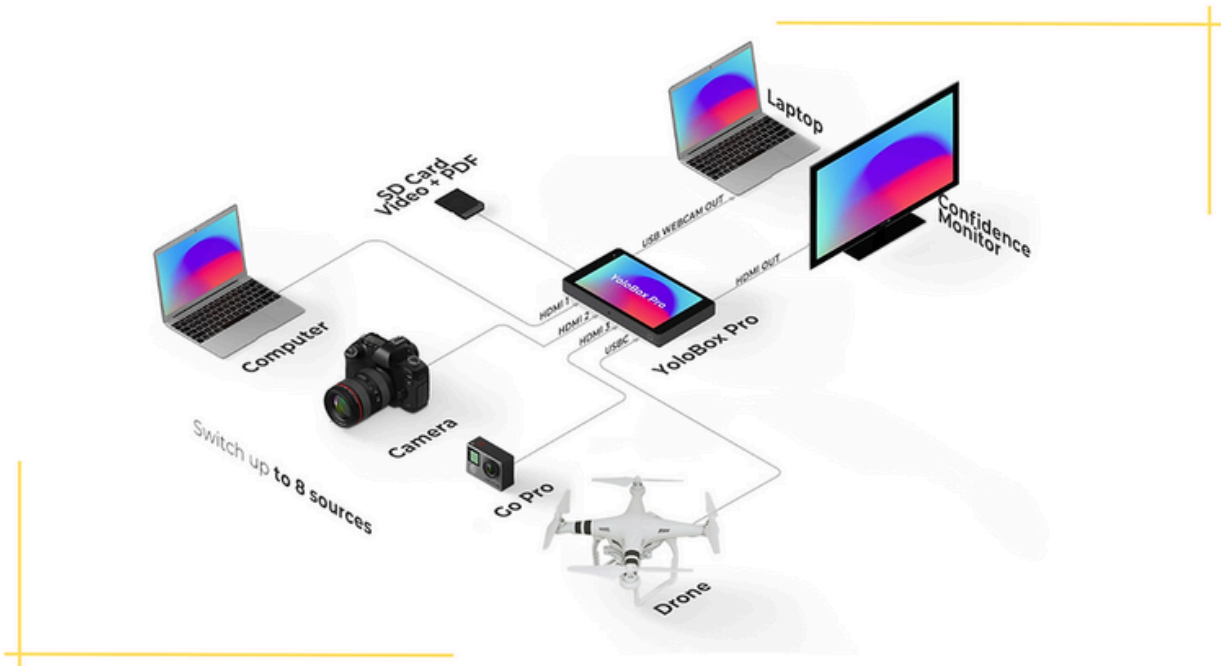 Laptop
SD Card
Video + PDF
Confidence
Monitor
USB WEBCAM OUT
HDMI OUT
YoloBox Pro
HDMI 1
HDMI 2
HDMI 3
USBC
YoloBox Pro
Computer
Camera
Switch up to 8 sources
Go Pro
Drone